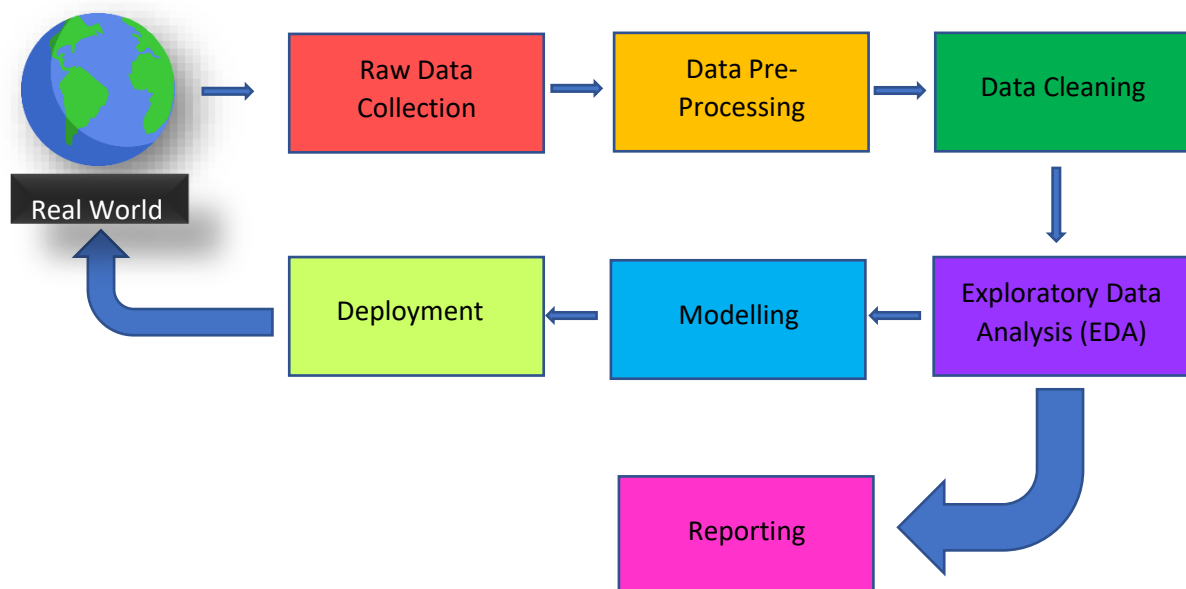 Raw Data
Collection
Data Pre-
Processing
Data Cleaning
Real World
Deployment
Modelling
Exploratory Data
Analysis (EDA)
Reporting